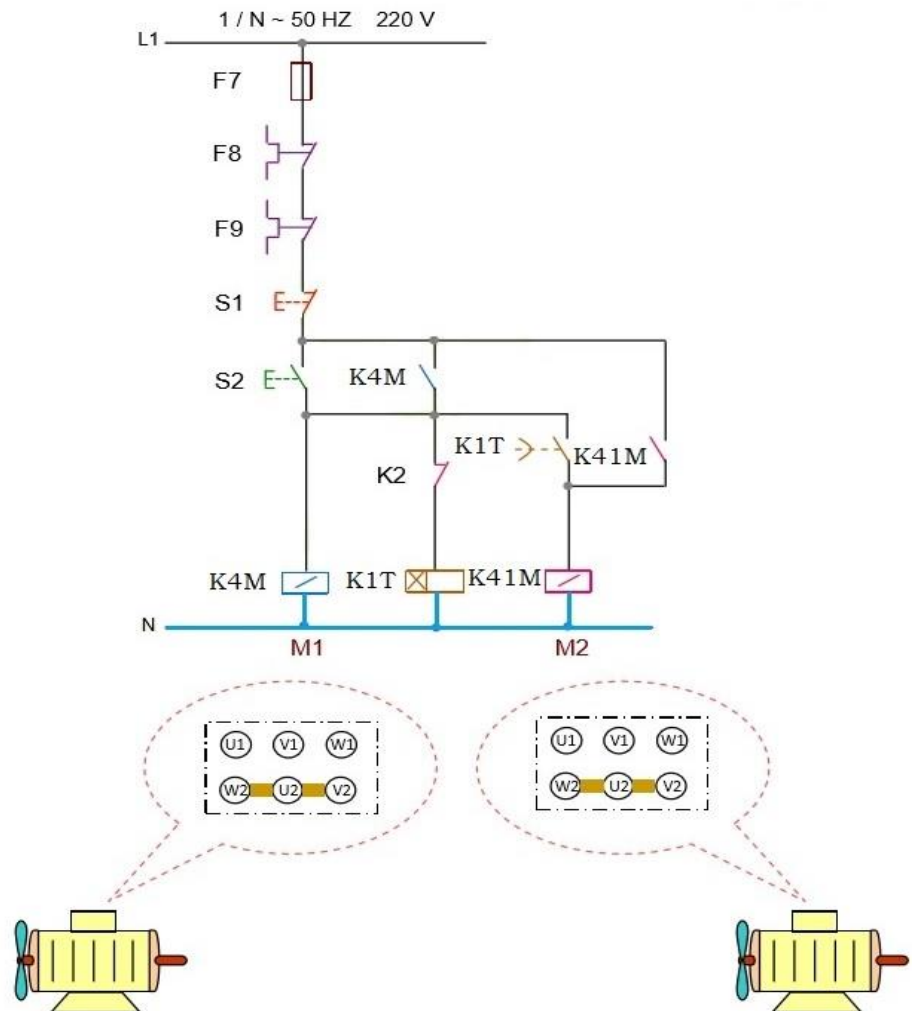 1 / N ~ 50 HZ 220 V
L1
F7
F8
F9
S1
S2 K4M
K1T K41M
K2
K4M K1T K41M
N
M1 M2
U1 V1 W1 U1 V1 W1
W2 U2 V2 W2 U2 V2